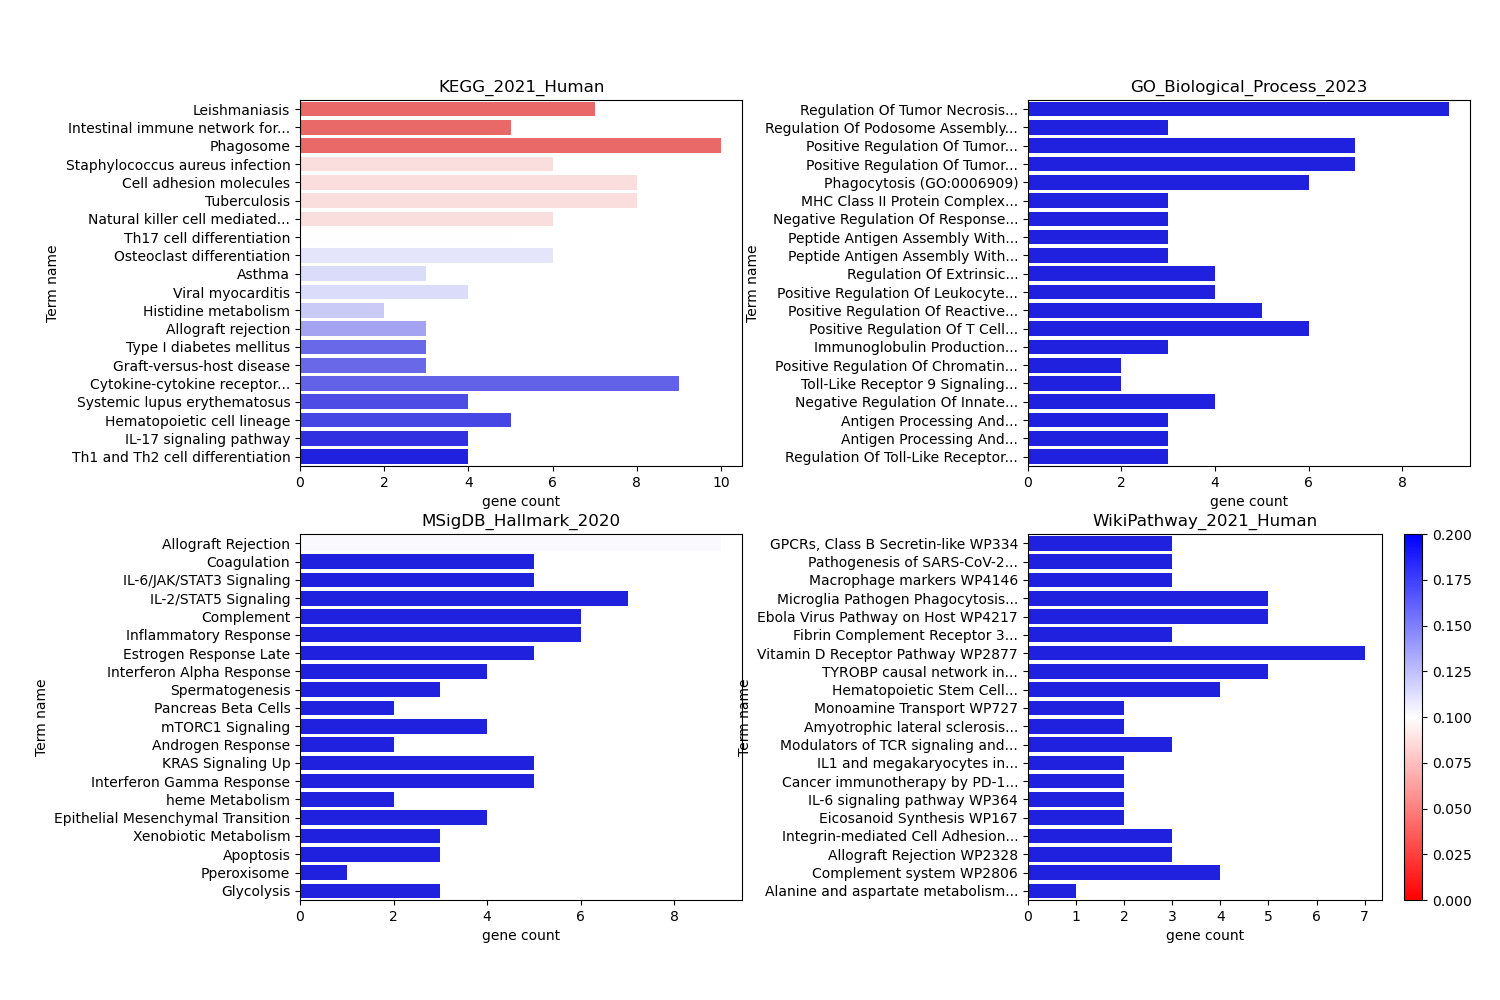 KEGG_2021_Human
Term name
Leishmaniasis
Intestinal immune network for...
Phagosome
Staphylococcus aureus infection
Cell adhesion molecules
Tuberculosis
Natural killer cell mediated...
Th17 cell differentiation
Osteoclast differentiation
Asthma
Viral myocarditis
Histidine metabolism
Allograft rejection
Type I diabetes mellitus
Graft-versus-host disease
Cytokine-cytokine receptor...
Systemic lupus erythematosus
Hematopoietic cell lineage
IL-17 signaling pathway
Th1 and Th2 cell differentiation
0 2 4 6 8 10
gene count
GO_Biological_Process_2023
Term name
Regulation Of Tumor Necrosis...
Regulation Of Podosome Assembly...
Positive Regulation Of Tumor...
Positive Regulation Of Tumor...
Phagocytosis (GO:0006909)
MHC Class II Protein Complex...
Negative Regulation Of Response...
Peptide Antigen Assembly With...
Peptide Antigen Assembly With...
Regulation Of Extrinsic...
Positive Regulation Of Leukocyte...
Positive Regulation Of Reactive...
Positive Regulation Of T Cell...
Immunoglobulin Production...
Positive Regulation Of Chromatin...
Toll-Like Receptor 9 Signaling...
Negative Regulation Of Innate...
Antigen Processing And...
Antigen Processing And...
Regulation Of Toll-Like Receptor...
0 2 4 6 8
gene count
MSigDB_Hallmark_2020
Term name
Allograft Rejection
Coagulation
IL-6/JAK/STAT3 Signaling
IL-2/STAT5 Signaling
Complement
Inflammatory Response
Estrogen Response Late
Interferon Alpha Response
Spermatogenesis
Pancreas Beta Cells
mTORC1 Signaling
Androgen Response
KRAS Signaling Up
Interferon Gamma Response
heme Metabolism
Epithelial Mesenchymal Transition
Xenobiotic Metabolism
Apoptosis
Pperoxisome
Glycolysis
0 2 4 6 8
gene count
WikiPathway_2021_Human
Term name
GPCRs, Class B Secretin-like WP334
Pathogenesis of SARS-CoV-2...
Macrophage markers WP4146
Microglia Pathogen Phagocytosis...
Ebola Virus Pathway on Host WP4217
Fibrin Complement Receptor 3...
Vitamin D Receptor Pathway WP2877
TYROBP causal network in...
Hematopoietic Stem Cell...
Monoamine Transport WP727
Amyotrophic lateral sclerosis...
Modulators of TCR signaling and...
IL1 and megakaryocytes in...
Cancer immunotherapy by PD-1...
IL-6 signaling pathway WP364
Eicosanoid Synthesis WP167
Integrin-mediated Cell Adhesion...
Allograft Rejection WP2328
Complement system WP2806
Alanine and aspartate metabolism...
0 1 2 3 4 5 6 7
gene count
0.200
0.175
0.150
0.125
0.100
0.075
0.050
0.025
0.000